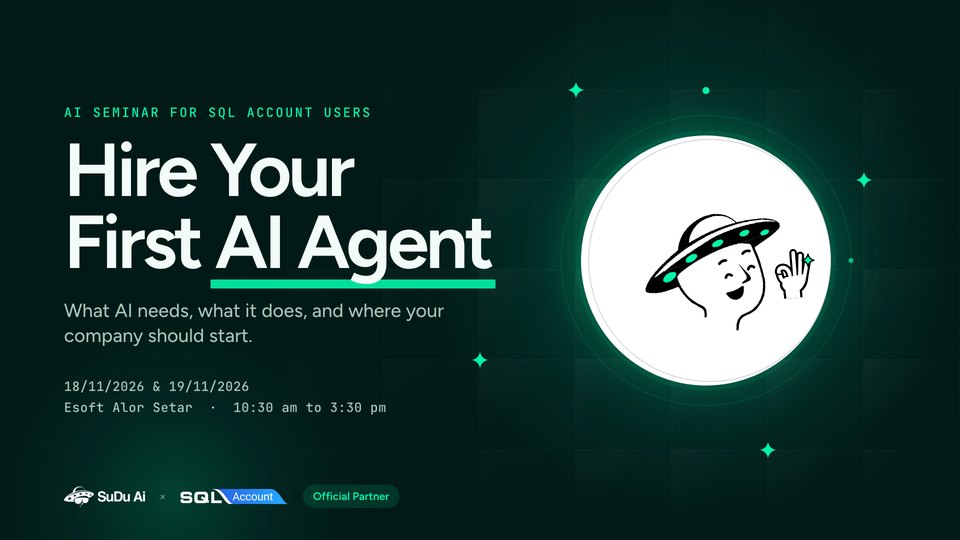 AI SEMINAR FOR SQL ACCOUNT USERS
Hire Your
First AI Agent
What AI needs, what it does, and where your
company should start.
18/11/2026 & 19/11/2026
Esoft Alor Setar · 10:30 am to 3:30 pm
SuDu Ai × SQL Account Official Partner